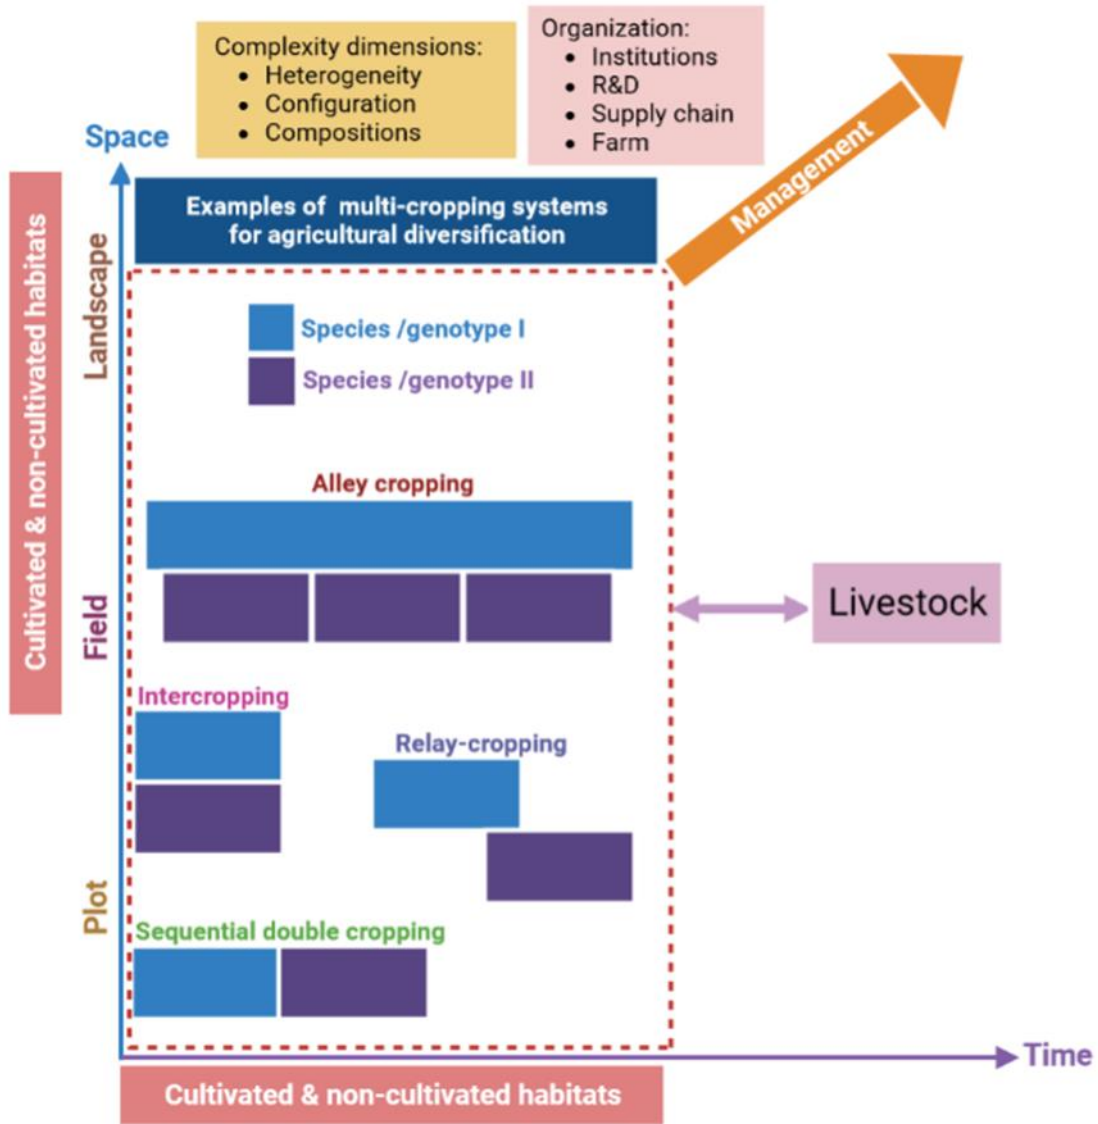 Complexity dimensions:
• Heterogeneity
• Configuration
• Compositions
Organization:
• Institutions
• R&D
• Supply chain
• Farm
Management
Space
Examples of multi-cropping systems
for agricultural diversification
Cultivated & non-cultivated habitats
Landscape
Species /genotype I
Species /genotype II
Alley cropping
Field
Livestock
Intercropping
Relay-cropping
Plot
Sequential double cropping
Time
Cultivated & non-cultivated habitats